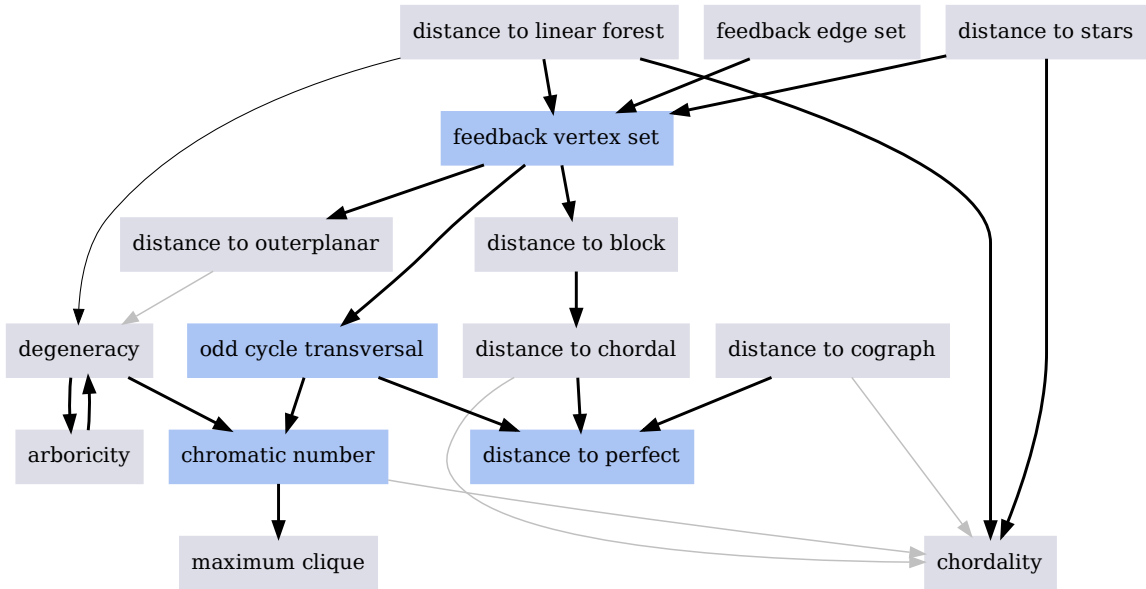 distance to linear forest
feedback edge set
distance to stars
feedback vertex set
distance to outerplanar
distance to block
degeneracy
odd cycle transversal
distance to chordal
distance to cograph
arboricity
chromatic number
distance to perfect
maximum clique
chordality